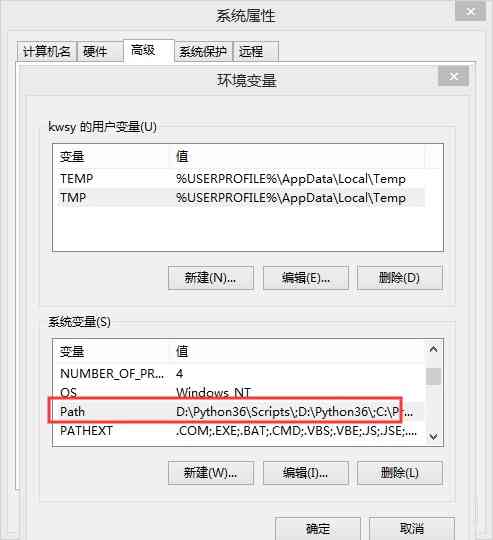 系统属性
计算机名 硬件 高级 系统保护 远程
环境变量
kwsy 的用户变量(U)
变量 值
TEMP %USERPROFILE%\AppData\Local\Temp
TMP %USERPROFILE%\AppData\Local\Temp
新建(N)... 编辑(E)... 删除(D)
系统变量(S)
变量 值
NUMBER_OF_PR... 4
OS Windows_NT
Path D:\Python36\Scripts\;D:\Python36\;C:\Pr...
PATHEXT .COM;.EXE;.BAT;.CMD;.VBS;.VBE;.JS;.JSE;....
新建(W)... 编辑(I)... 删除(L)
确定 取消